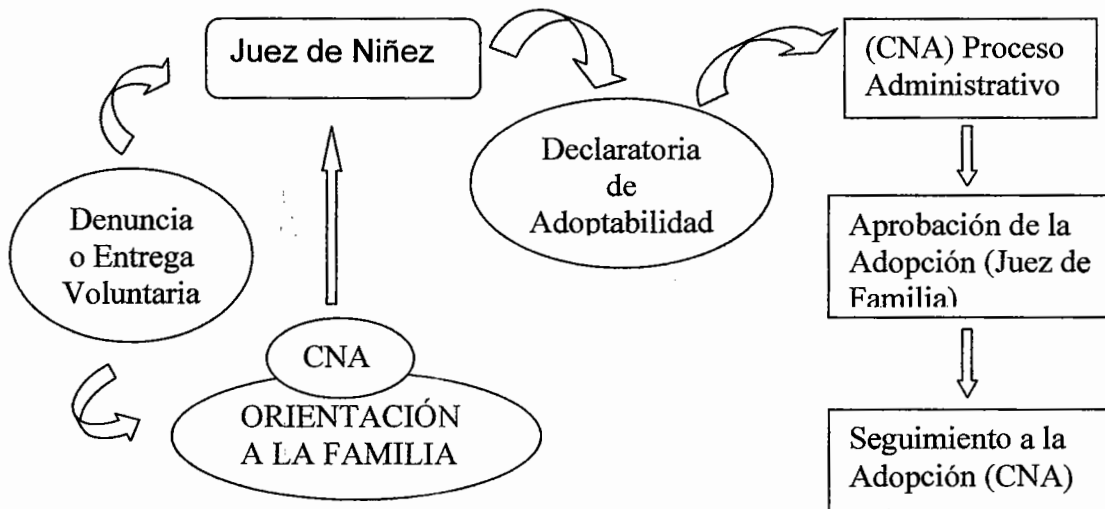 Juez de Niñez
Denuncia
o Entrega
Voluntaria
CNA
ORIENTACIÓN
A LA FAMILIA
Declaratoria
de
Adoptabilidad
(CNA) Proceso
Administrativo
Aprobación de la
Adopción (Juez de
Familia)
Seguimiento a la
Adopción (CNA)